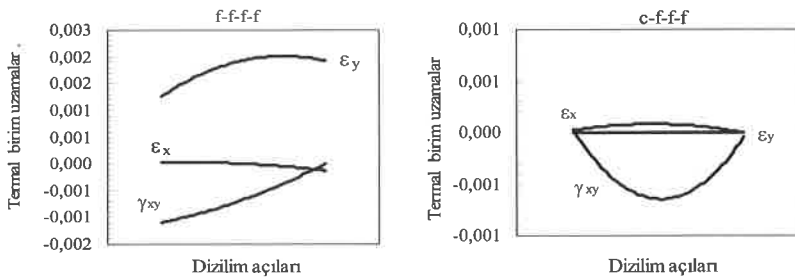 f-f-f-f
Termal birim uzamalar
0,003
0,002
0,002
0,001
0,001
0,000
-0,001
-0,001
-0,002
εy
εx
γxy
Dizilim açıları
c-f-f-f
Termal birim uzamalar
0,001
0,001
0,000
-0,001
-0,001
εx
εy
γxy
Dizilim açıları